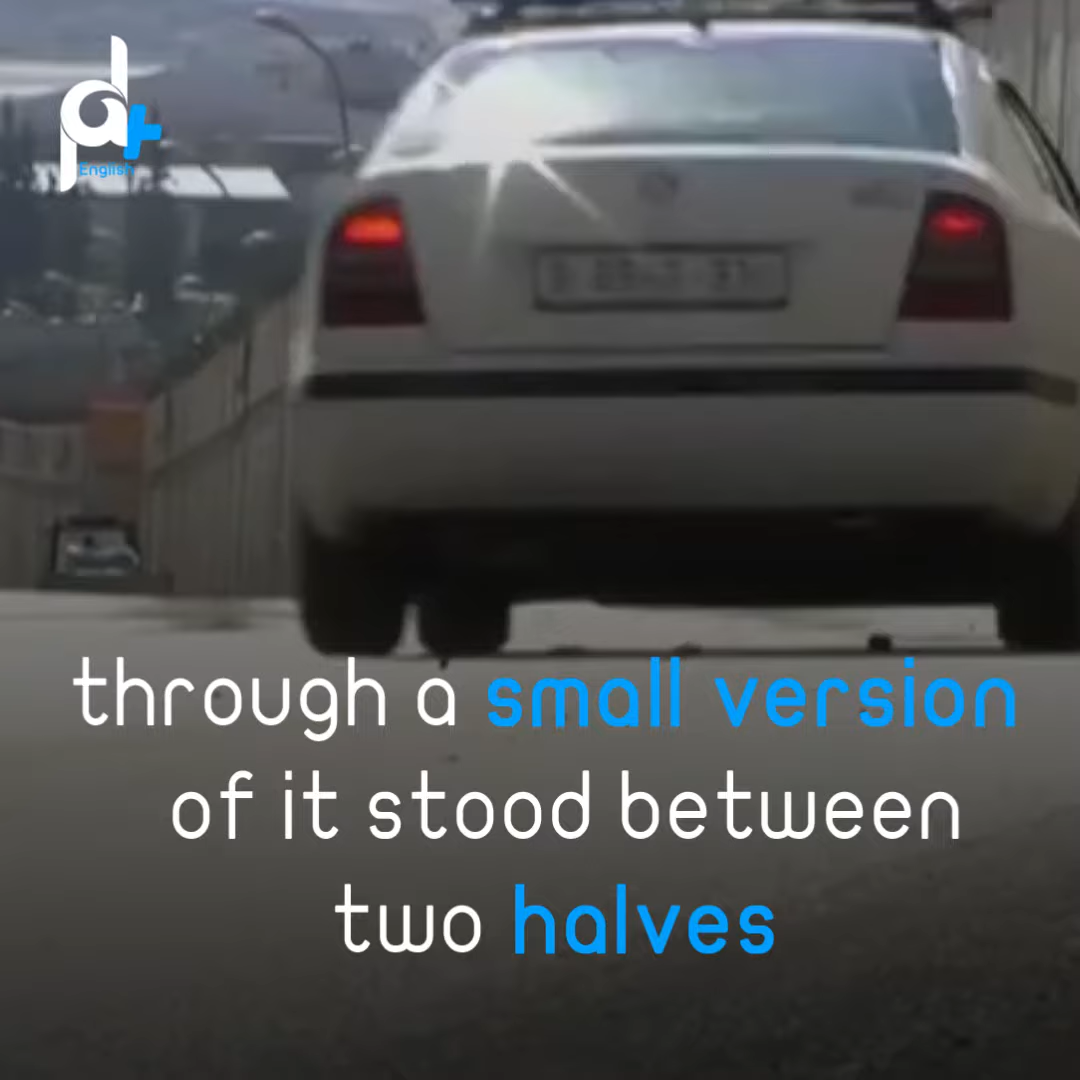 English
through a small version
of it stood between
two halves